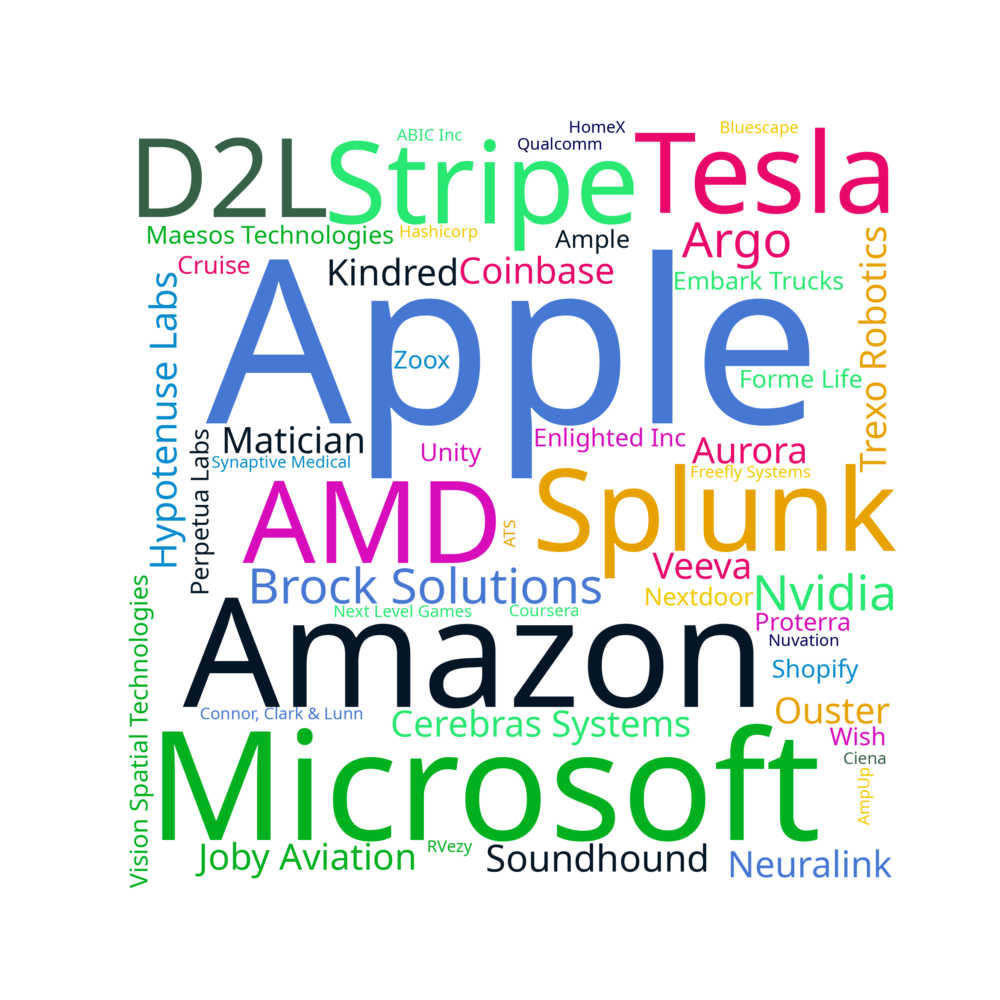 HomeX
Bluescape
ABIC Inc
Qualcomm
D2L
Stripe
Tesla
Maesos Technologies
Hashicorp
Ample
Argo
Cruise
Kindred
Coinbase
Embark Trucks
Trexo Robotics
Hypotenuse Labs
Apple
Zoox
Forme Life
Matician
Unity
Enlighted Inc
Aurora
Synaptive Medical
Freefly Systems
Perpetua Labs
AMD
ATS
Splunk
Veeva
Brock Solutions
Nextdoor
Nvidia
Next Level Games
Coursera
Proterra
Nuvation
Amazon
Shopify
Vision Spatial Technologies
Connor, Clark & Lunn
Cerebras Systems
Ouster
Wish
Ciena
AmpUp
Microsoft
RVezy
Joby Aviation
Soundhound
Neuralink